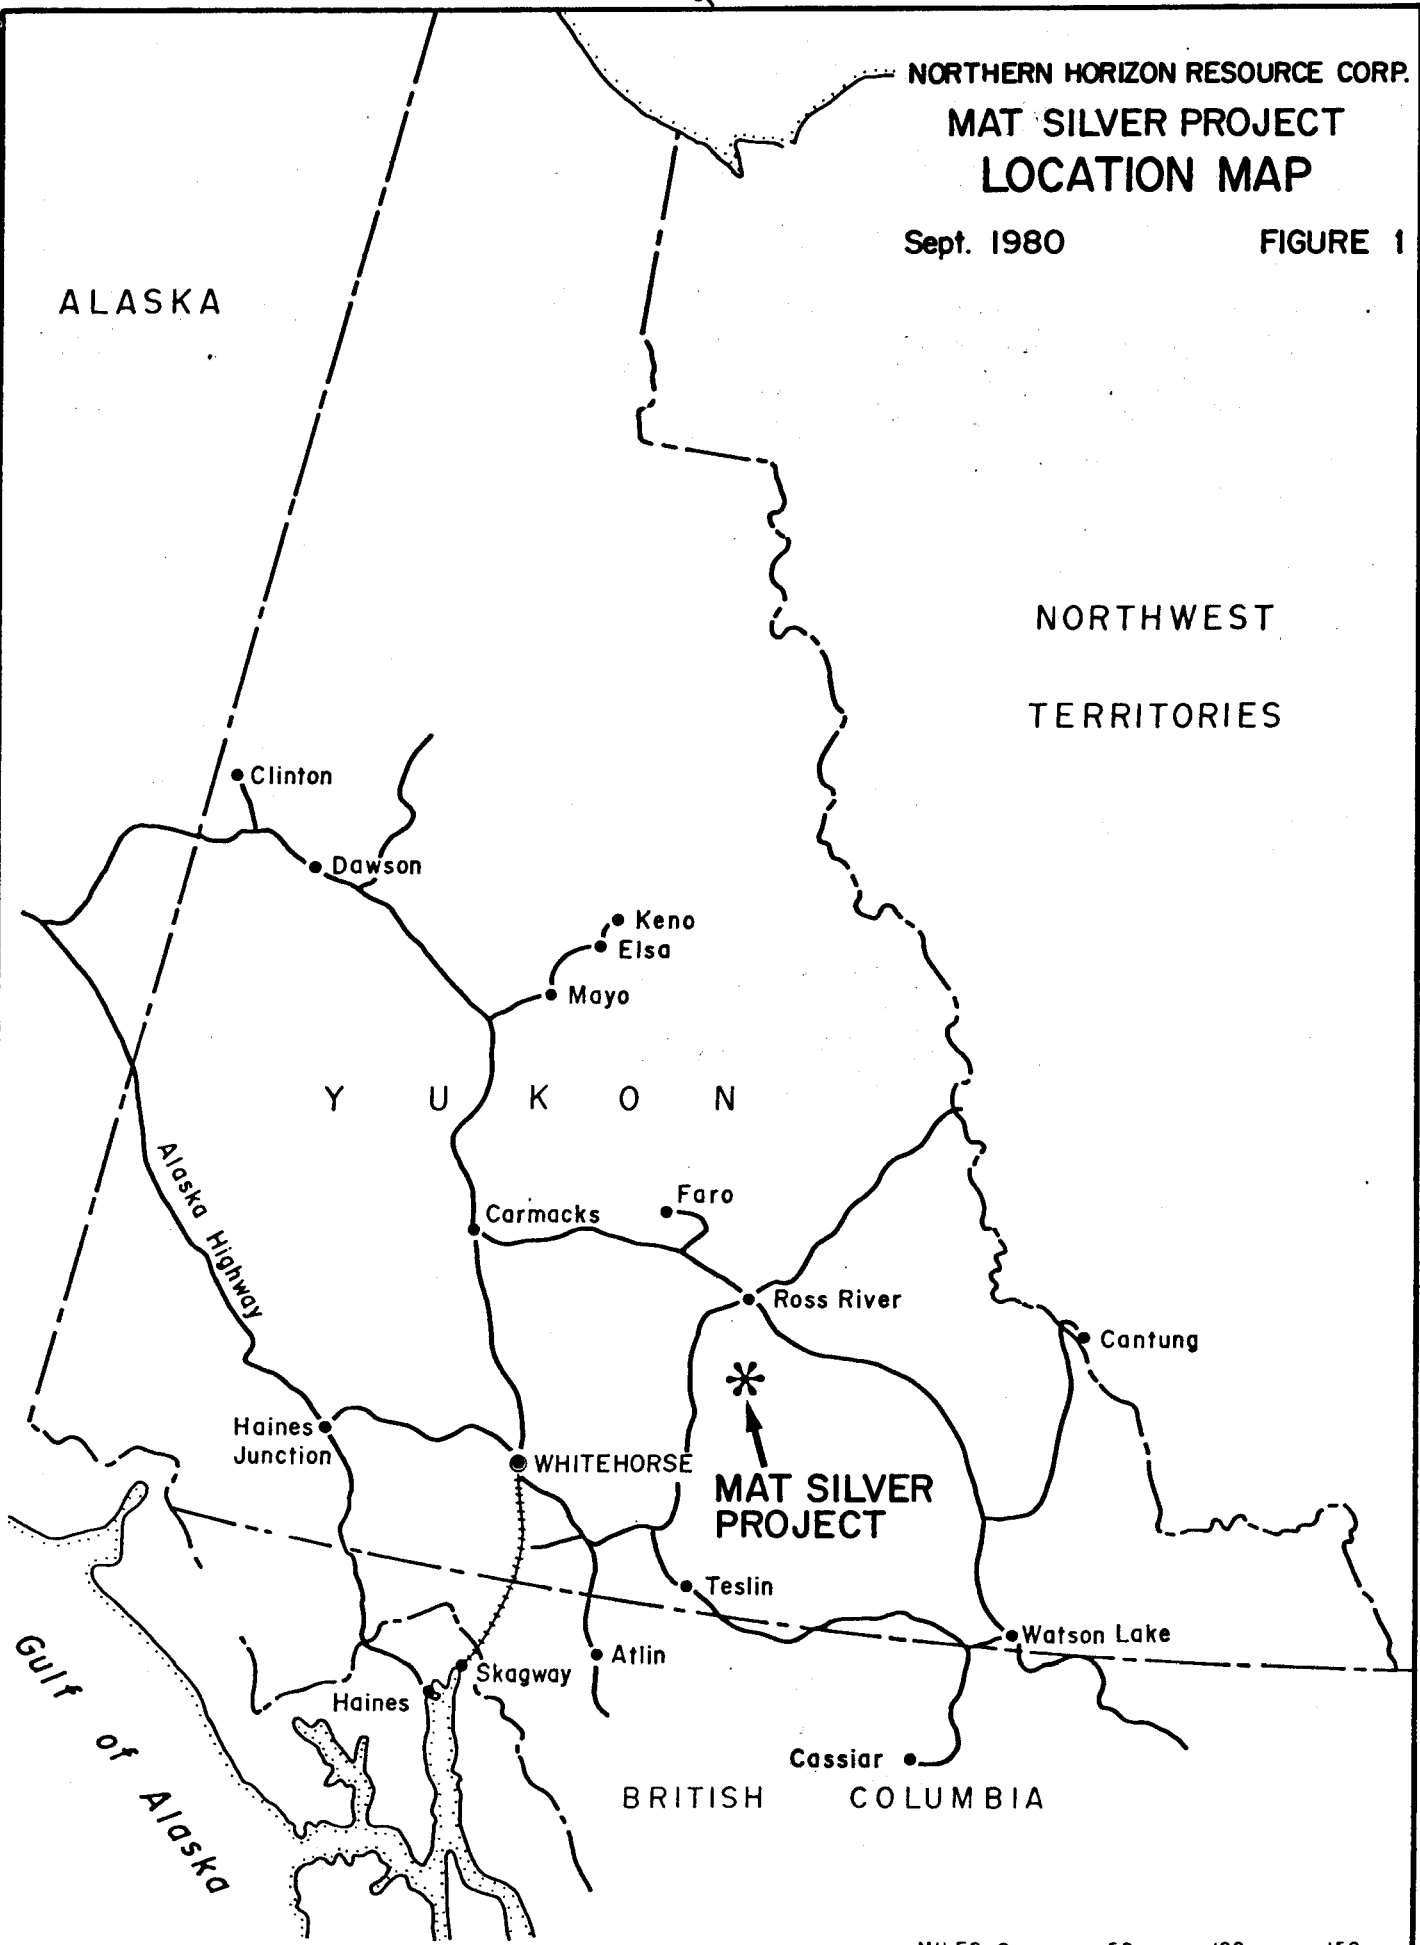 NORTHERN HORIZON RESOURCE CORP.
MAT SILVER PROJECT
LOCATION MAP
Sept. 1980 FIGURE 1
ALASKA
NORTHWEST
TERRITORIES
Clinton
Dawson
Keno
Elsa
Mayo
YUKON
Alaska Highway
Faro
Carmacks
Ross River
Cantung
Haines
Junction
WHITEHORSE
MAT SILVER
PROJECT
Teslin
Watson Lake
Atlin
Skagway
Haines
Gulf of Alaska
Cassiar
BRITISH COLUMBIA